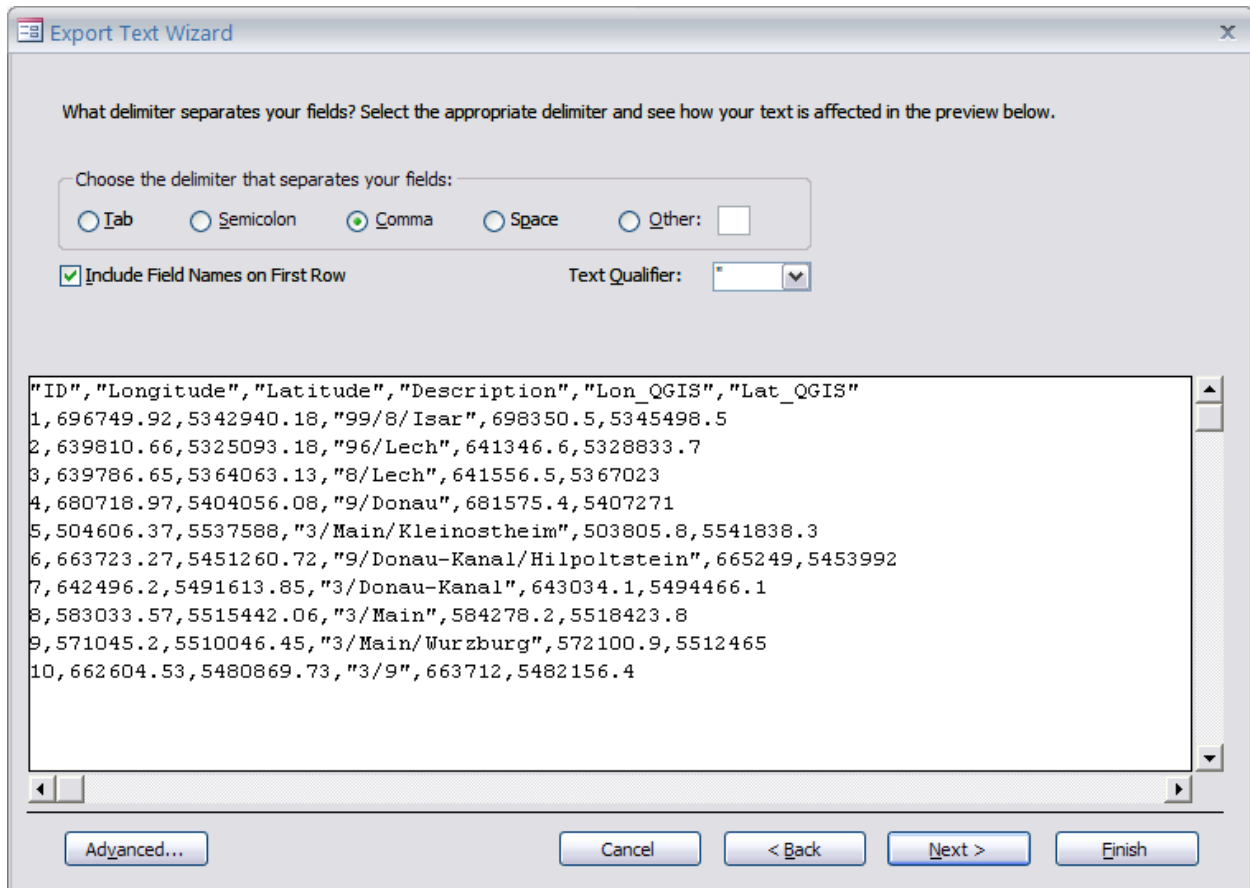 Export Text Wizard
What delimiter separates your fields? Select the appropriate delimiter and see how your text is affected in the preview below.
Choose the delimiter that separates your fields:
Tab Semicolon Comma Space Other:
Include Field Names on First Row Text Qualifier: "
"ID","Longitude","Latitude","Description","Lon_QGIS","Lat_QGIS"
1,696749.92,5342940.18,"99/8/Isar",698350.5,5345498.5
2,639810.66,5325093.18,"96/Lech",641346.6,5328833.7
3,639786.65,5364063.13,"8/Lech",641556.5,5367023
4,680718.97,5404056.08,"9/Donau",681575.4,5407271
5,504606.37,5537588,"3/Main/Kleinostheim",503805.8,5541838.3
6,663723.27,5451260.72,"9/Donau-Kanal/Hilpoltstein",665249,5453992
7,642496.2,5491613.85,"3/Donau-Kanal",643034.1,5494466.1
8,583033.57,5515442.06,"3/Main",584278.2,5518423.8
9,571045.2,5510046.45,"3/Main/Wurzburg",572100.9,5512465
10,662604.53,5480869.73,"3/9",663712,5482156.4
Advanced... Cancel < Back Next > Finish